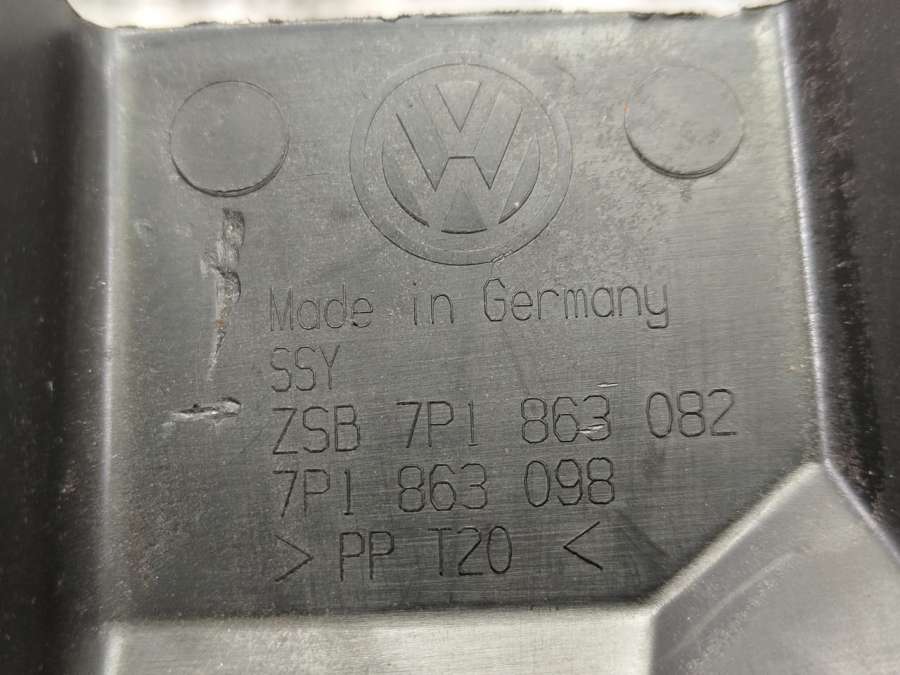 Made in Germany
SSY
ZSB 7P1 863 082
7P1 863 098
> PP T20 <